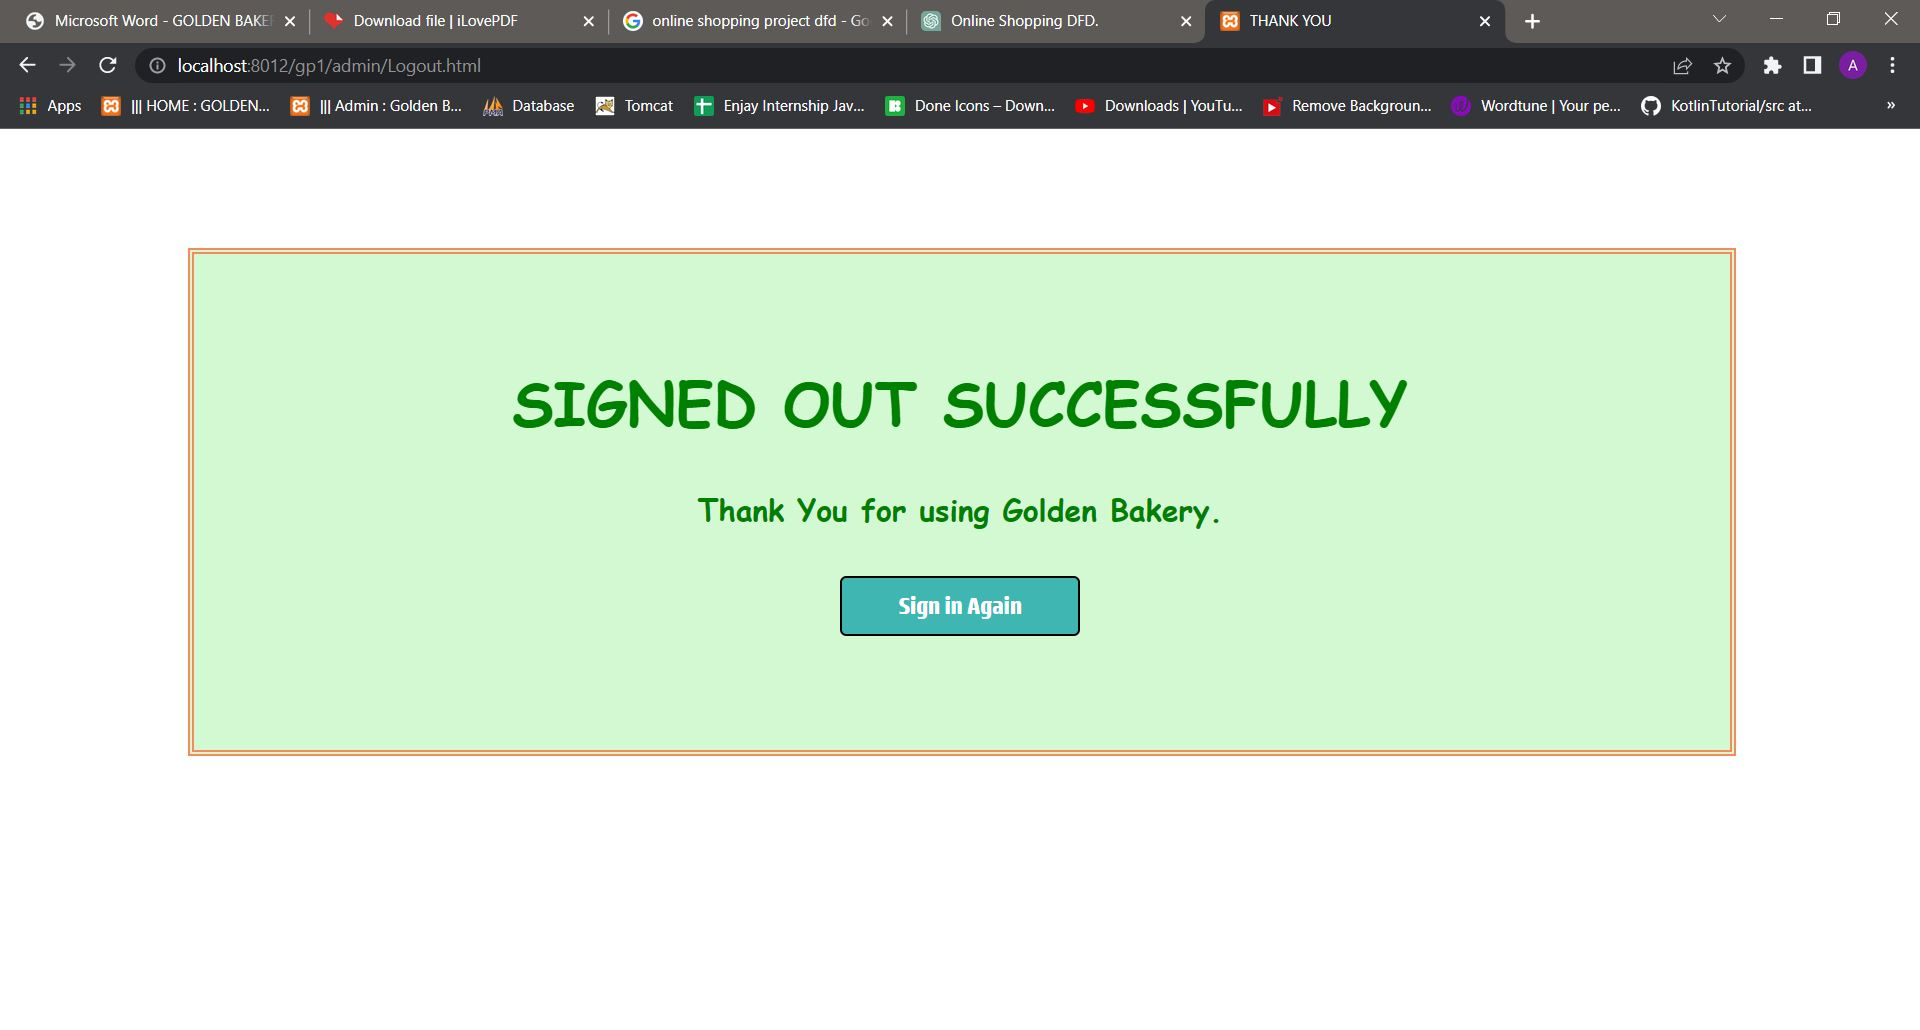 Microsoft Word - GOLDEN BAKER
Download file | iLovePDF
online shopping project dfd - Go
Online Shopping DFD.
THANK YOU
localhost:8012/gp1/admin/Logout.html
A
Apps
||| HOME : GOLDEN...
||| Admin : Golden B...
Database
Tomcat
Enjay Internship Jav...
Done Icons – Down...
Downloads | YouTu...
Remove Backgroun...
Wordtune | Your pe...
KotlinTutorial/src at...
»
SIGNED OUT SUCCESSFULLY
Thank You for using Golden Bakery.
Sign in Again